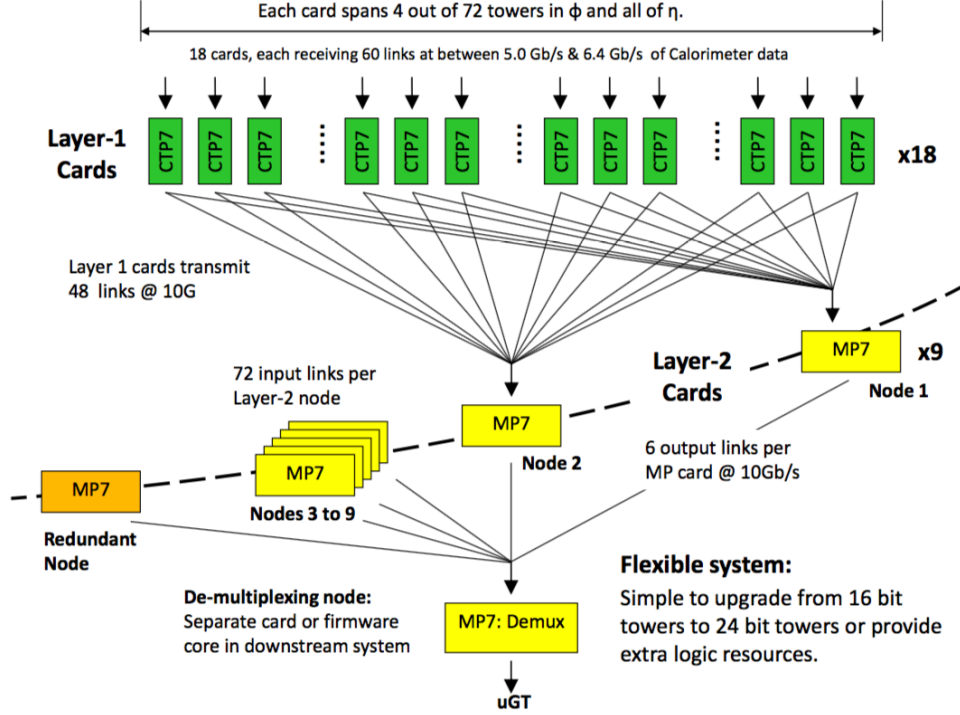 Each card spans 4 out of 72 towers in ϕ and all of η.
18 cards, each receiving 60 links at between 5.0 Gb/s & 6.4 Gb/s of Calorimeter data
Layer-1
Cards
CTP7
CTP7
CTP7
CTP7
CTP7
CTP7
CTP7
CTP7
CTP7
CTP7
CTP7
CTP7
x18
Layer 1 cards transmit
48 links @ 10G
72 input links per
Layer-2 node
Layer-2
Cards
MP7
x9
Node 1
MP7
Node 2
MP7
Nodes 3 to 9
MP7
Redundant
Node
6 output links per
MP card @ 10Gb/s
De-multiplexing node:
Separate card or firmware
core in downstream system
MP7: Demux
uGT
Flexible system:
Simple to upgrade from 16 bit
towers to 24 bit towers or provide
extra logic resources.